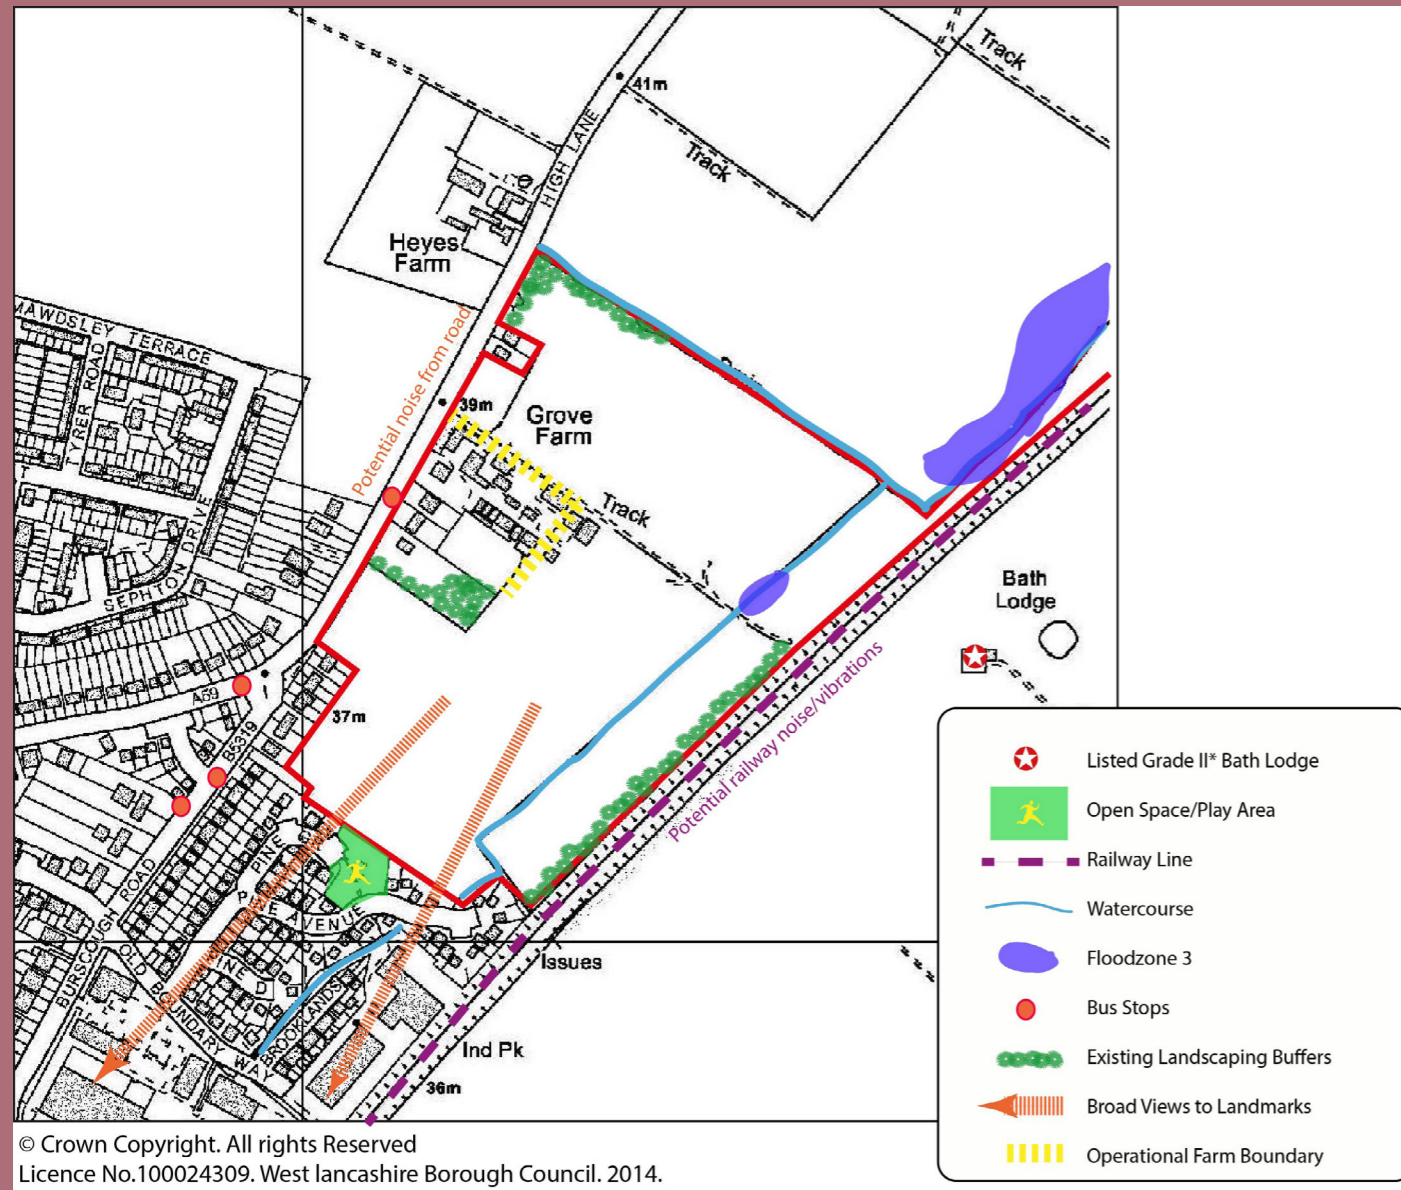 Track
41m
HIGH LANE
Track
Heyes
Farm
MAWDSLEY TERRACE
TYRER ROAD
Potential noise from road
39m
Grove
Farm
Track
SEPHTON DRIVE
Bath
Lodge
A59
B5319
37m
Potential railway noise/vibrations
PINE
AVENUE
BURSCOUGH ROAD
OLD BOUNDARY WAY
BROOKLANDS
Issues
Ind Pk
36m
Listed Grade II* Bath Lodge
Open Space/Play Area
Railway Line
Watercourse
Floodzone 3
Bus Stops
Existing Landscaping Buffers
Broad Views to Landmarks
Operational Farm Boundary
© Crown Copyright. All rights Reserved
Licence No.100024309. West lancashire Borough Council. 2014.